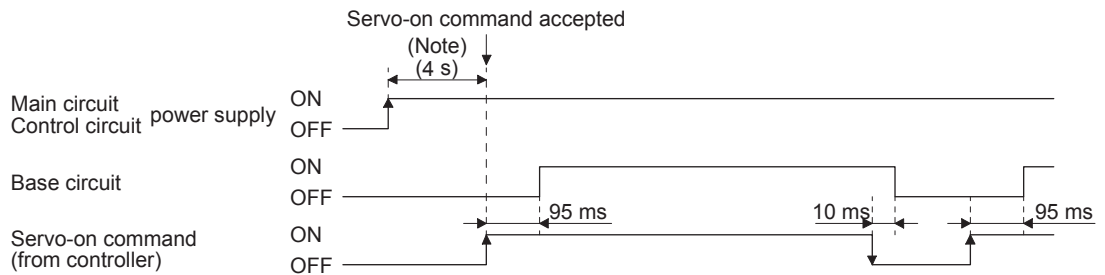 Servo-on command accepted
(Note)
(4 s)
Main circuit
Control circuit
power supply
ON
OFF
Base circuit
ON
OFF
95 ms
10 ms
95 ms
Servo-on command
(from controller)
ON
OFF